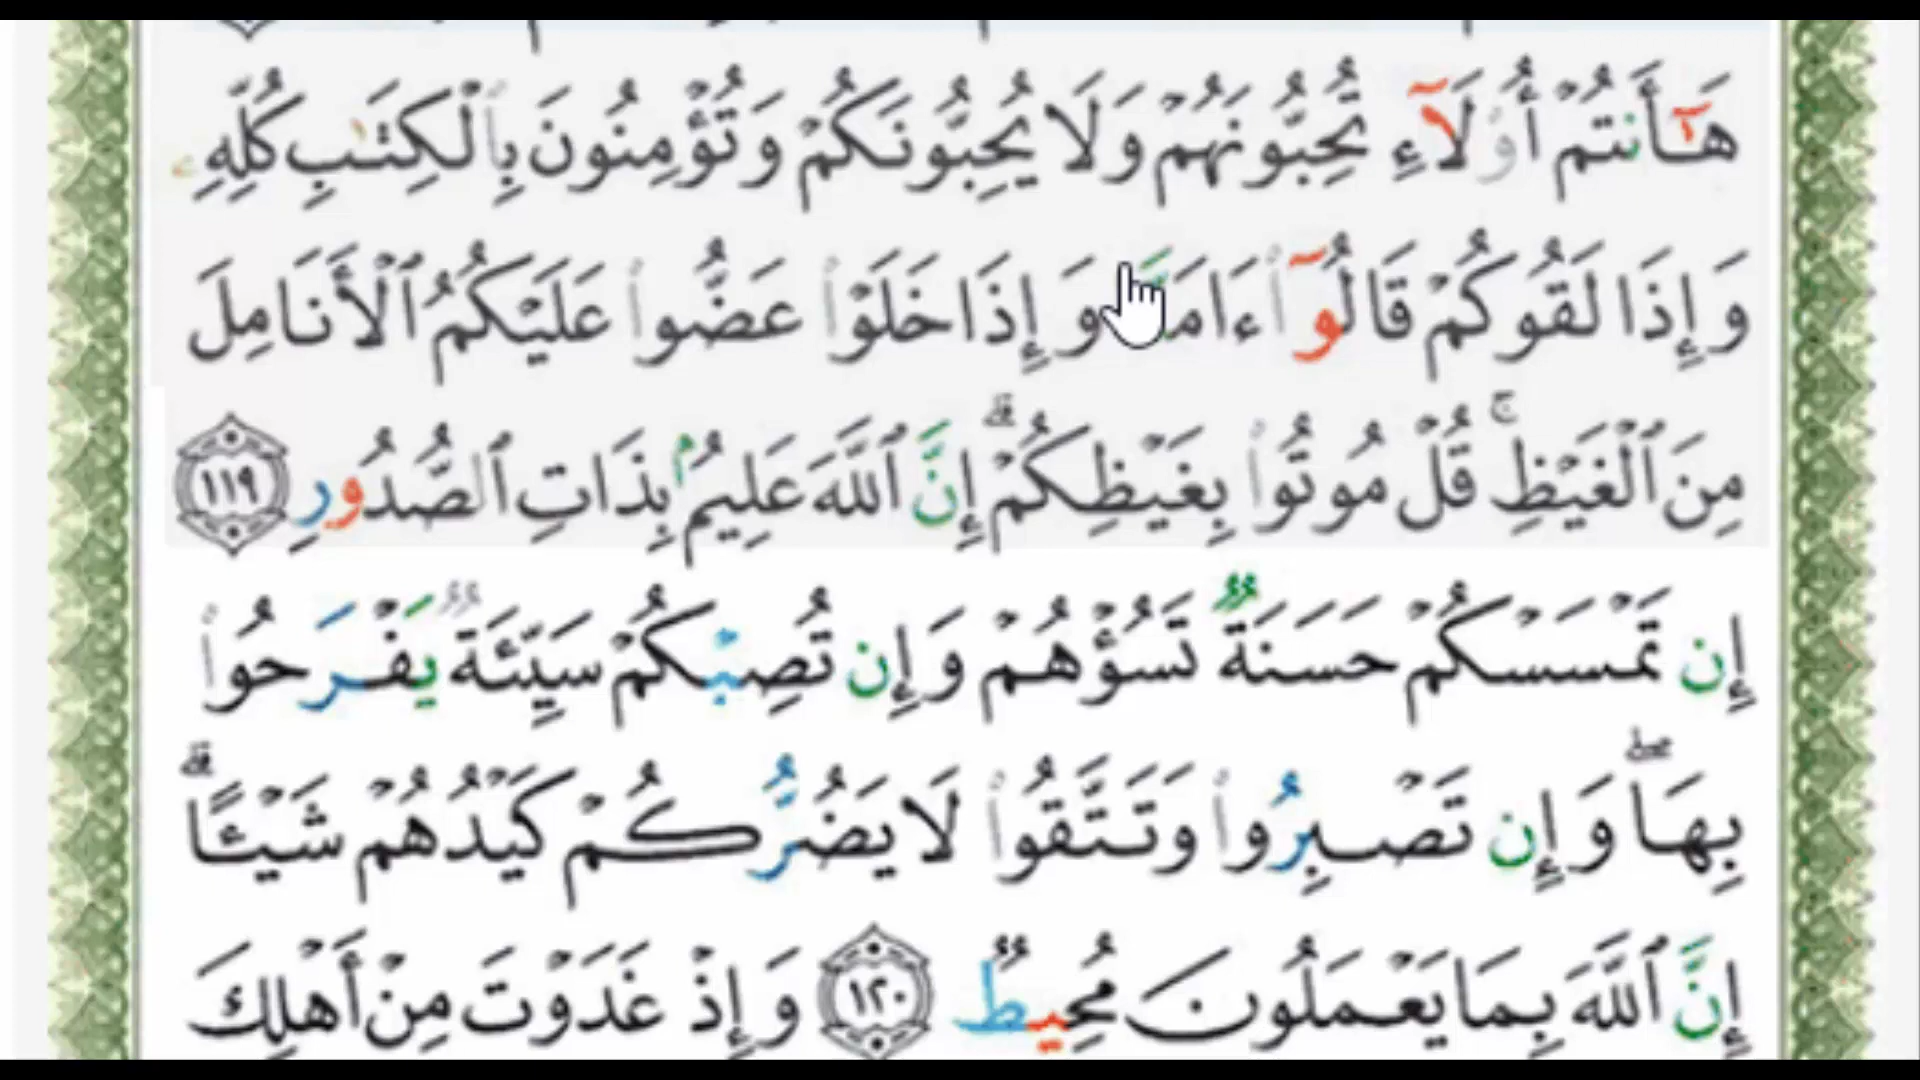 هَـٰٓأَنتُمْ أُو۟لَآءِ تُحِبُّونَهُمْ وَلَا يُحِبُّونَكُمْ وَتُؤْمِنُونَ بِٱلْكِتَـٰبِ كُلِّهِۦ
وَإِذَا لَقُوكُمْ قَالُوٓا۟ ءَامَنَّا وَإِذَا خَلَوْا۟ عَضُّوا۟ عَلَيْكُمُ ٱلْأَنَامِلَ
مِنَ ٱلْغَيْظِ ۚ قُلْ مُوتُوا۟ بِغَيْظِكُمْ ۗ إِنَّ ٱللَّهَ عَلِيمٌۢ بِذَاتِ ٱلصُّدُورِ ١١٩
إِن تَمْسَسْكُمْ حَسَنَةٌ تَسُؤْهُمْ وَإِن تُصِبْكُمْ سَيِّئَةٌ يَفْرَحُوا۟
بِهَا ۖ وَإِن تَصْبِرُوا۟ وَتَتَّقُوا۟ لَا يَضُرُّكُمْ كَيْدُهُمْ شَيْـًٔا ۗ
إِنَّ ٱللَّهَ بِمَا يَعْمَلُونَ مُحِيطٌ ١٢٠ وَإِذْ غَدَوْتَ مِنْ أَهْلِكَ